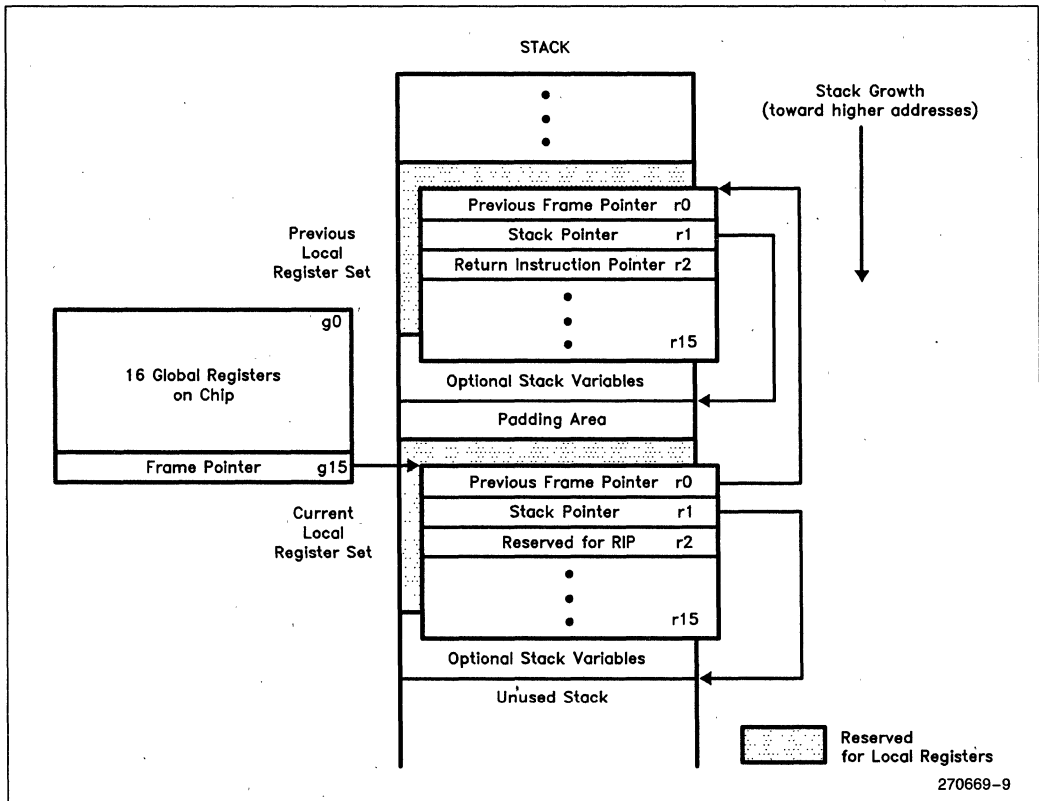 STACK
Stack Growth
(toward higher addresses)
Previous Frame Pointer r0
Stack Pointer r1
Return Instruction Pointer r2
r15
Previous
Local
Register Set
g0
16 Global Registers
on Chip
Frame Pointer g15
Optional Stack Variables
Padding Area
Previous Frame Pointer r0
Stack Pointer r1
Reserved for RIP r2
r15
Current
Local
Register Set
Optional Stack Variables
Unused Stack
Reserved
for Local Registers
270669-9